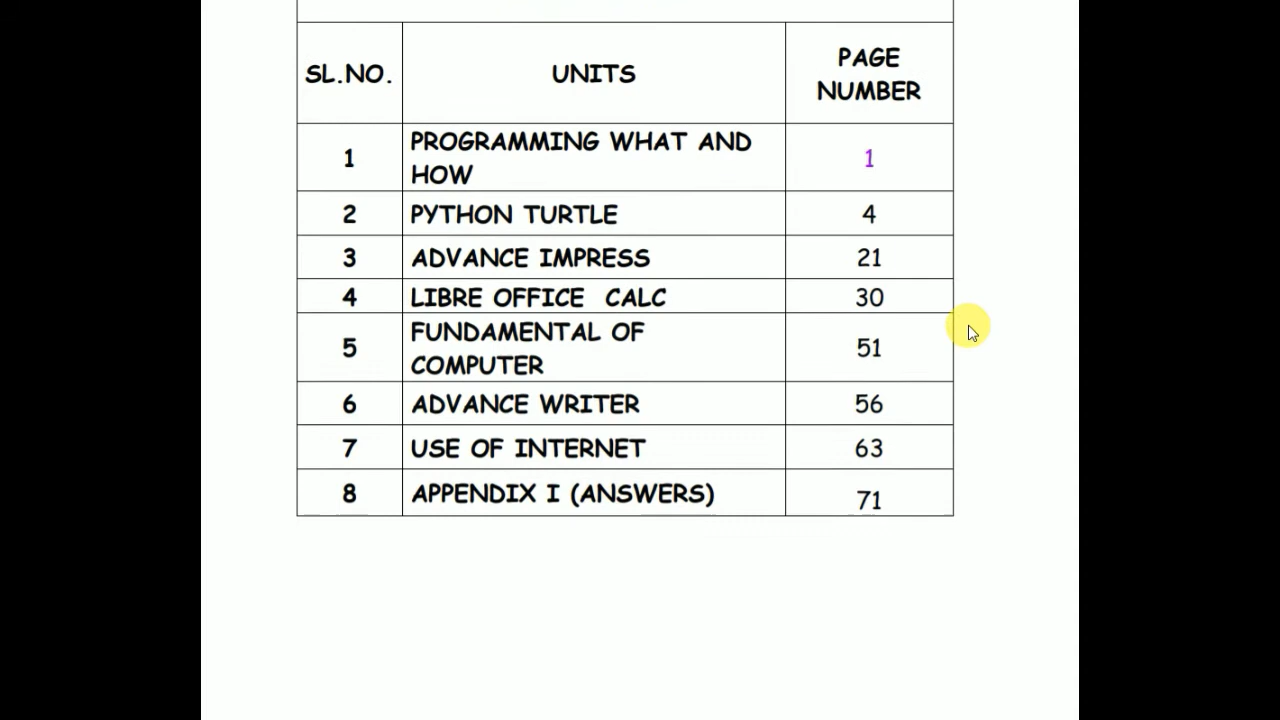 SL.NO. UNITS PAGE NUMBER
1 PROGRAMMING WHAT AND HOW 1
2 PYTHON TURTLE 4
3 ADVANCE IMPRESS 21
4 LIBRE OFFICE CALC 30
5 FUNDAMENTAL OF COMPUTER 51
6 ADVANCE WRITER 56
7 USE OF INTERNET 63
8 APPENDIX I (ANSWERS) 71